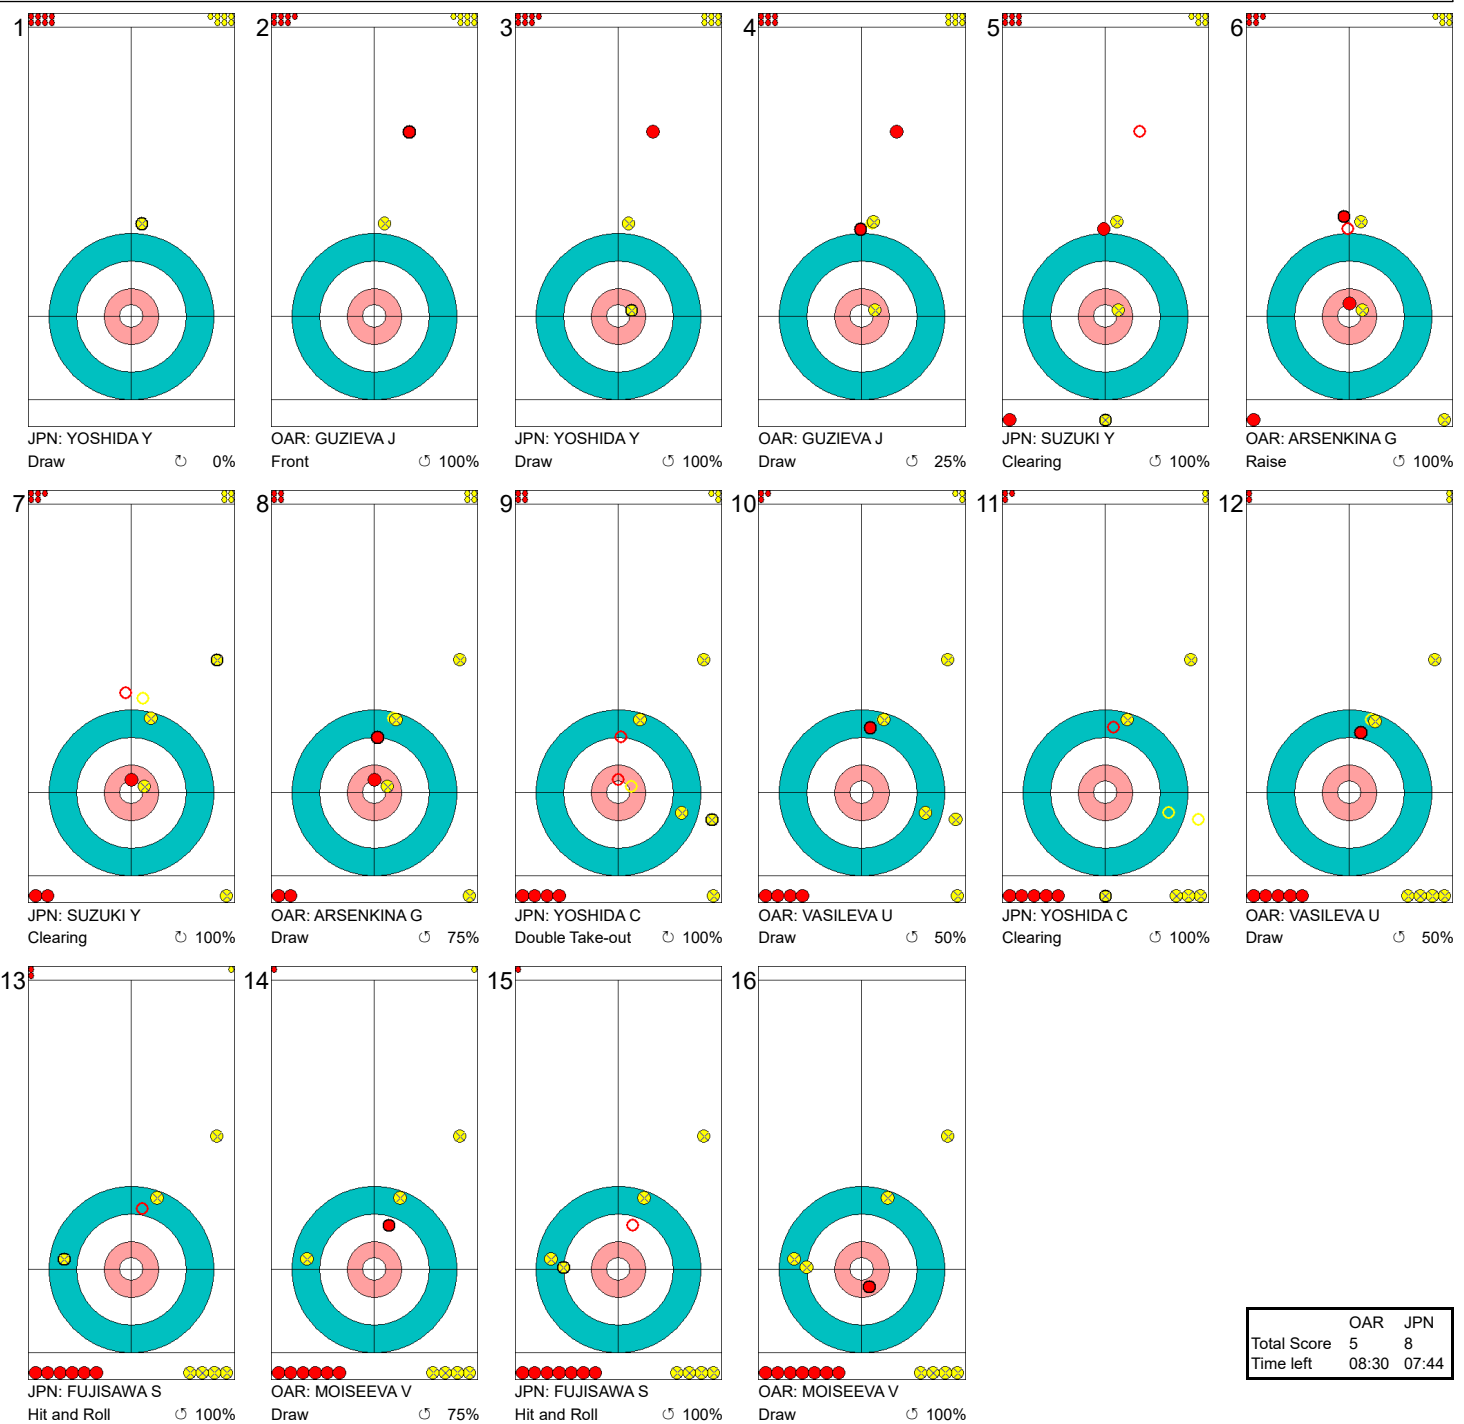 1
2
3
4
5
6
JPN: YOSHIDA Y
Draw ↻ 0%
OAR: GUZIEVA J
Front ↺ 100%
JPN: YOSHIDA Y
Draw ↺ 100%
OAR: GUZIEVA J
Draw ↺ 25%
JPN: SUZUKI Y
Clearing ↺ 100%
OAR: ARSENKINA G
Raise ↺ 100%
7
8
9
10
11
12
JPN: SUZUKI Y
Clearing ↻ 100%
OAR: ARSENKINA G
Draw ↺ 75%
JPN: YOSHIDA C
Double Take-out ↻ 100%
OAR: VASILEVA U
Draw ↺ 50%
JPN: YOSHIDA C
Clearing ↺ 100%
OAR: VASILEVA U
Draw ↺ 50%
13
14
15
16
JPN: FUJISAWA S
Hit and Roll ↺ 100%
OAR: MOISEEVA V
Draw ↺ 75%
JPN: FUJISAWA S
Hit and Roll ↺ 100%
OAR: MOISEEVA V
Draw ↺ 100%
OAR JPN
Total Score 5 8
Time left 08:30 07:44